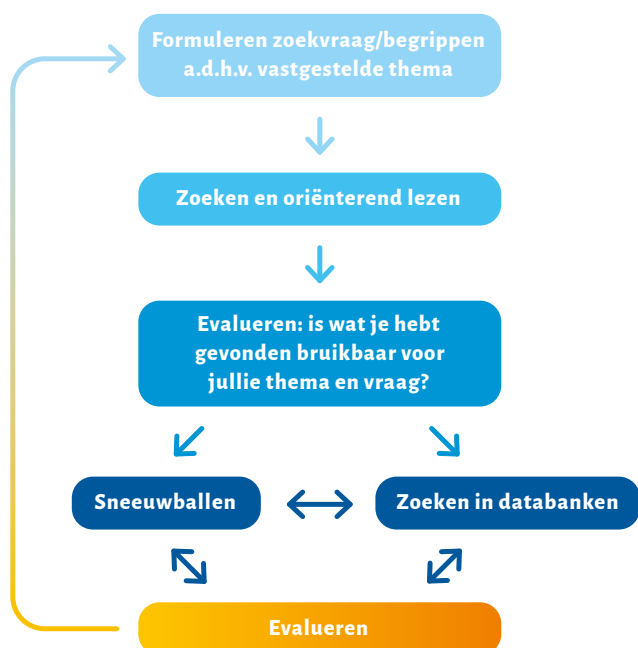 Formuleren zoekvraag/begrippen
a.d.h.v. vastgestelde thema
Zoeken en oriënterend lezen
Evalueren: is wat je hebt
gevonden bruikbaar voor
jullie thema en vraag?
Sneeuwballen
Zoeken in databanken
Evalueren